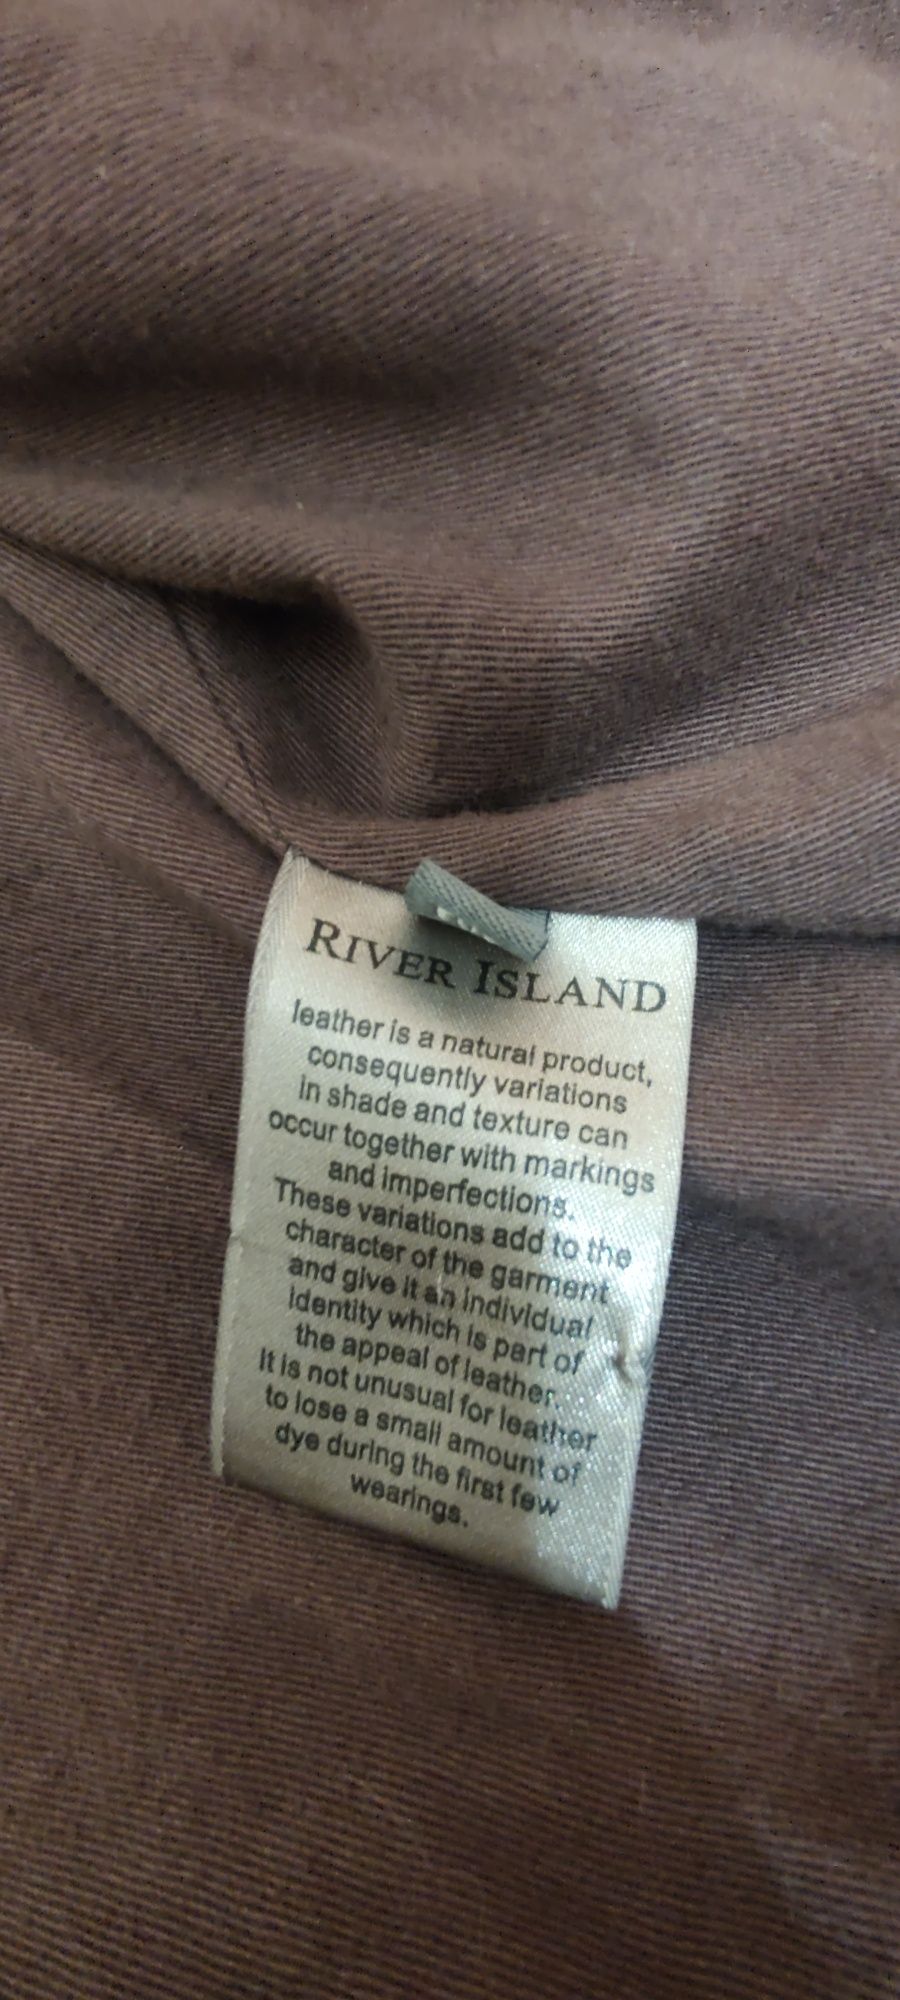 RIVER ISLAND
leather is a natural product,
consequently variations
in shade and texture can
occur together with markings
and imperfections.
These variations add to the
character of the garment
and give it an individual
identity which is part of
the appeal of leather.
It is not unusual for leather
to lose a small amount of
dye during the first few
wearings.